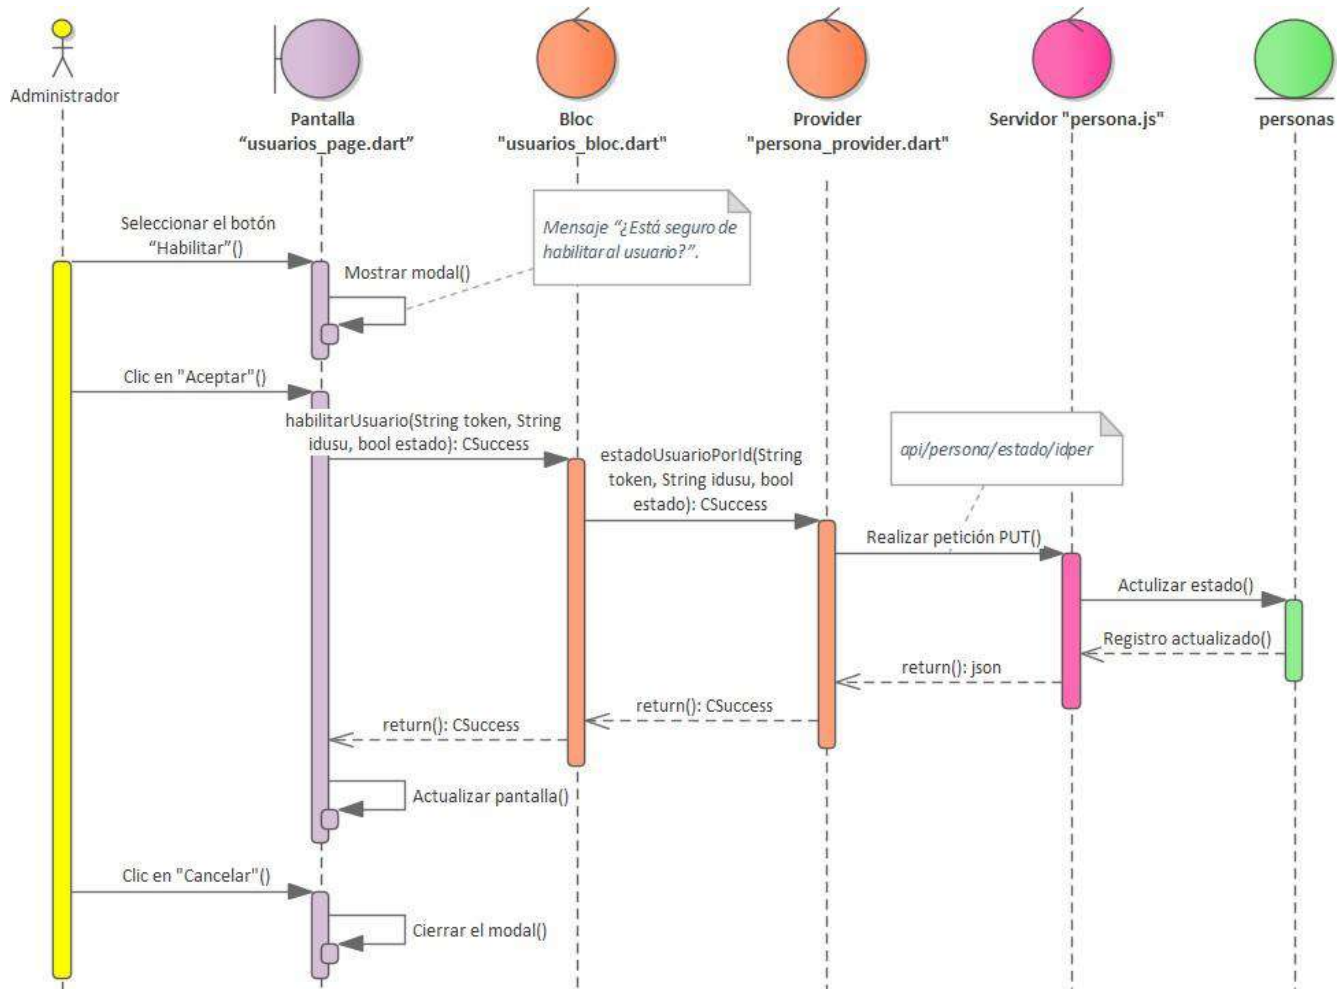 Administrador
Pantalla
“usuarios_page.dart”
Bloc
"usuarios_bloc.dart"
Provider
"persona_provider.dart"
Servidor "persona.js"
personas
Seleccionar el botón
“Habilitar”()
Mensaje “¿Está seguro de
habilitar al usuario?”.
Mostrar modal()
Clic en "Aceptar"()
habilitarUsuario(String token, String
idusu, bool estado): CSuccess
estadoUsuarioPorId(String
token, String idusu, bool
estado): CSuccess
api/persona/estado/idper
Realizar petición PUT()
Actulizar estado()
Registro actualizado()
return(): json
return(): CSuccess
return(): CSuccess
Actualizar pantalla()
Clic en "Cancelar"()
Cierrar el modal()